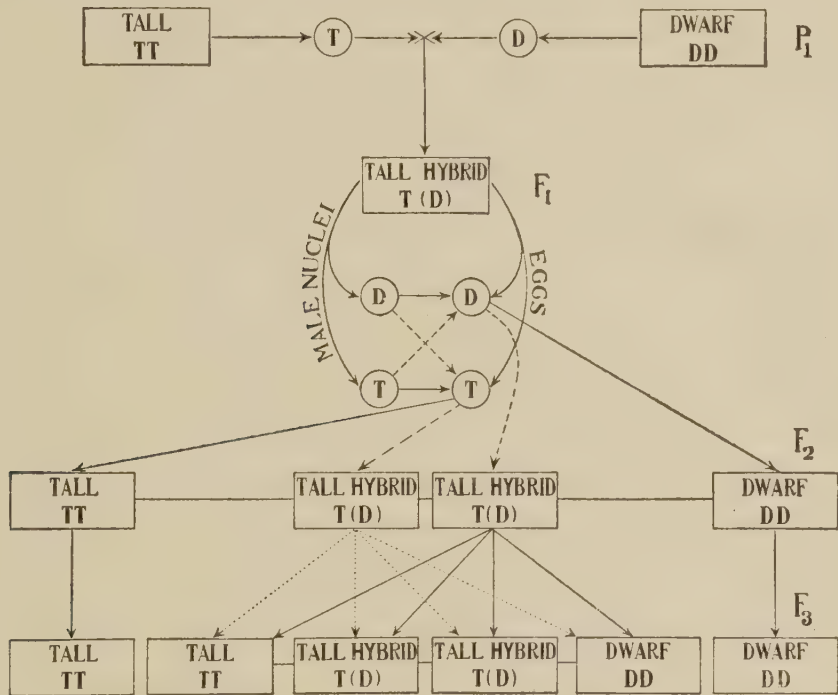 TALL
TT
T
D
DWARF
DD
P1
TALL HYBRID
T(D)
F1
MALE NUCLEI
EGGS
D
D
T
T
F2
TALL
TT
TALL HYBRID
T(D)
TALL HYBRID
T(D)
DWARF
DD
F3
TALL
TT
TALL
TT
TALL HYBRID
T(D)
TALL HYBRID
T(D)
DWARF
DD
DWARF
DD